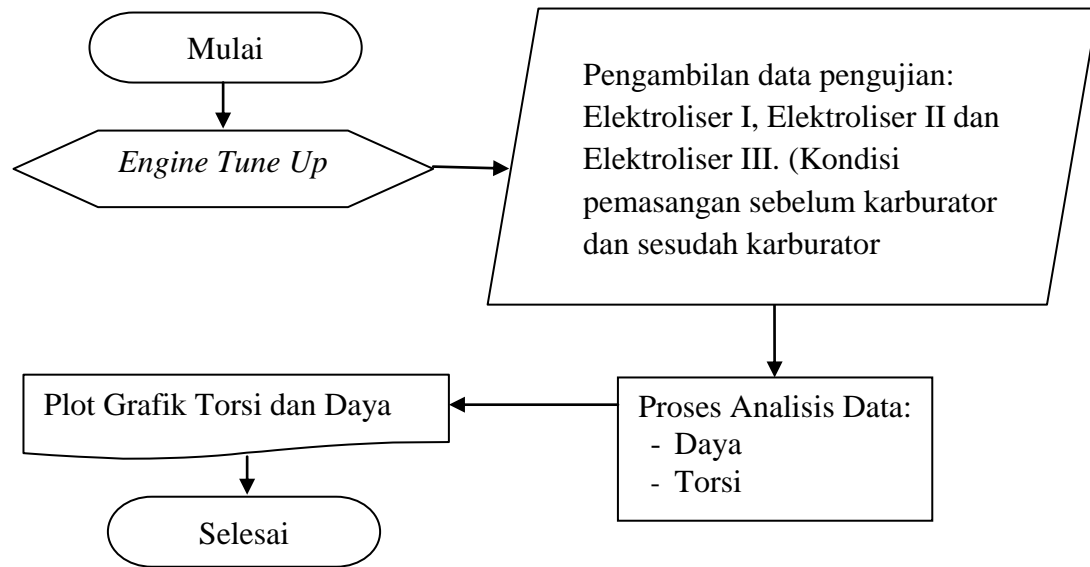 Mulai
Engine Tune Up
Pengambilan data pengujian:
Elektroliser I, Elektroliser II dan
Elektroliser III. (Kondisi
pemasangan sebelum karburator
dan sesudah karburator
Proses Analisis Data:
- Daya
- Torsi
Plot Grafik Torsi dan Daya
Selesai